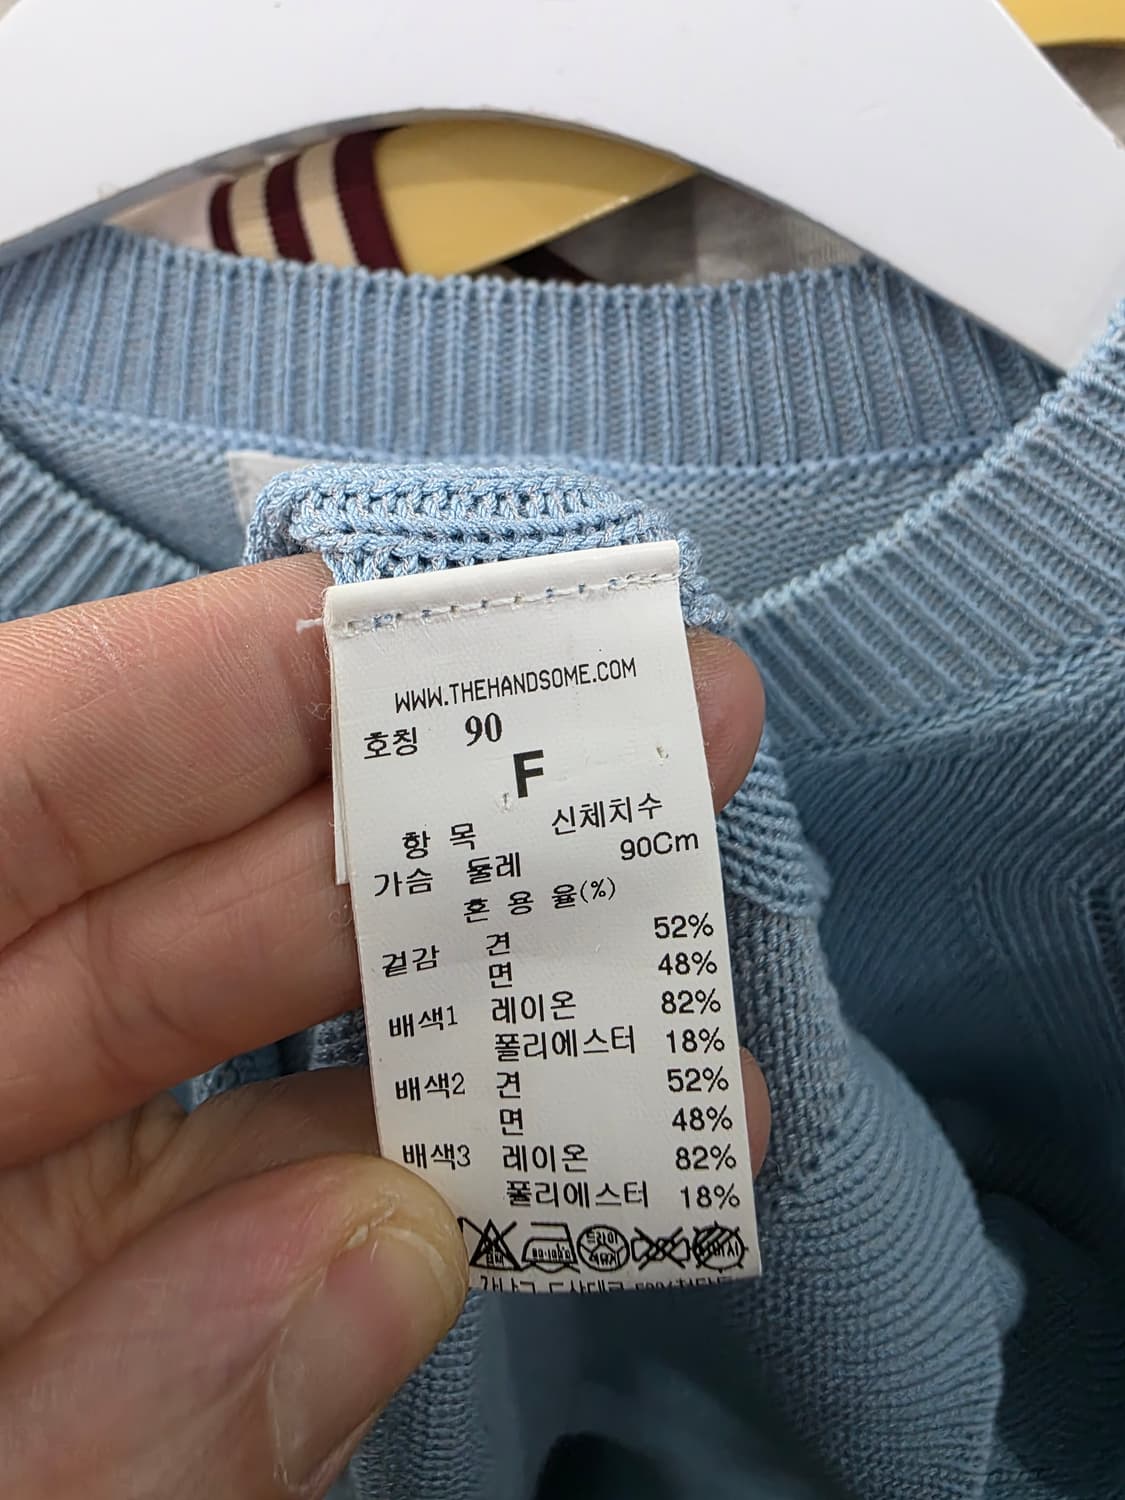 WWW.THEHANDSOME.COM
호칭 90
F
항 목 신체치수
가슴 둘레 90Cm
혼 용 율(%)
겉감 견 52%
면 48%
배색1 레이온 82%
폴리에스터 18%
배색2 견 52%
면 48%
배색3 레이온 82%
폴리에스터 18%
드라이